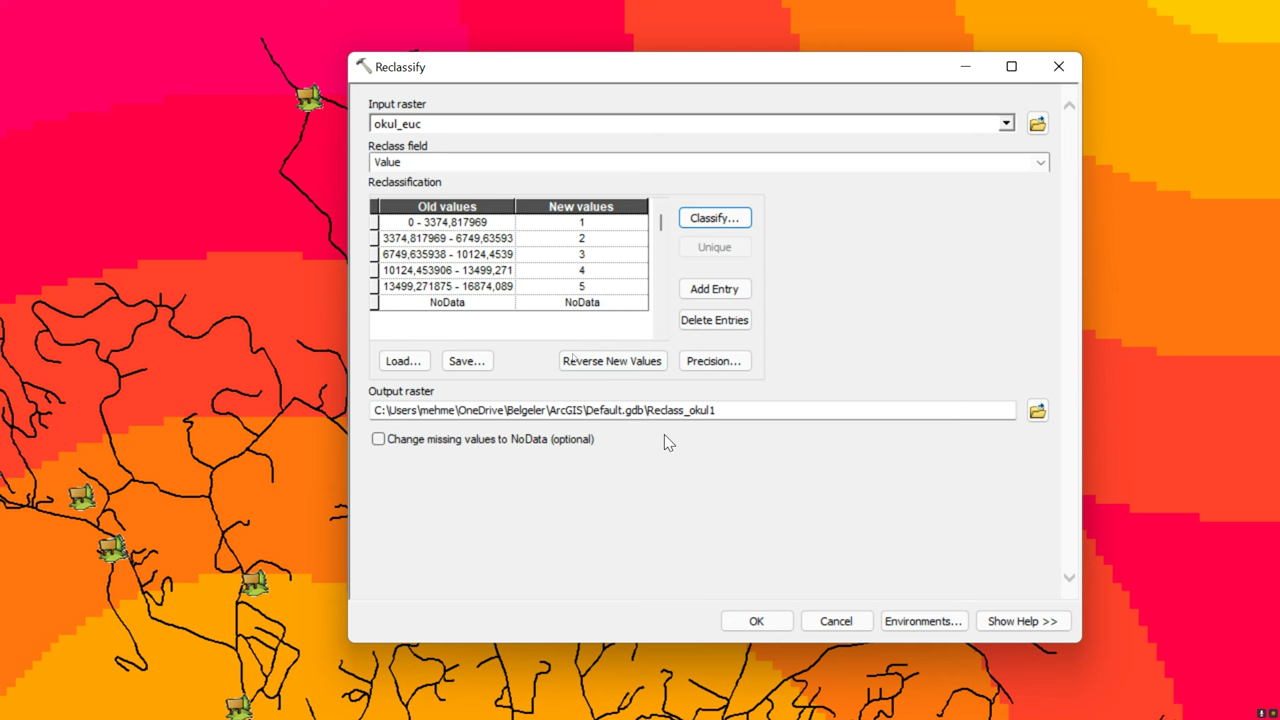 Reclassify
Input raster
okul_euc
Reclass field
Value
Reclassification
Old values New values
0 - 3374,817969 1
3374,817969 - 6749,63593 2
6749,635938 - 10124,4539 3
10124,453906 - 13499,271 4
13499,271875 - 16874,089 5
NoData NoData
Classify...
Unique
Add Entry
Delete Entries
Load... Save... Reverse New Values Precision...
Output raster
C:\Users\mehme\OneDrive\Belgeler\ArcGIS\Default.gdb\Reclass_okul1
Change missing values to NoData (optional)
OK Cancel Environments... Show Help >>